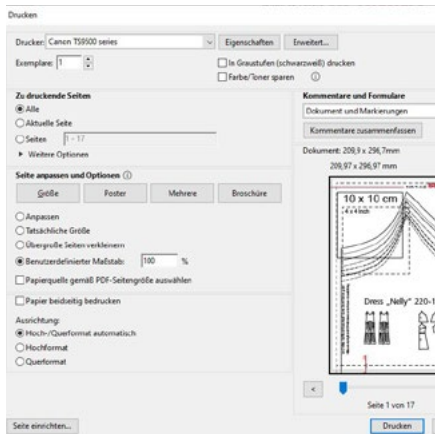 Drucken
Drucker: Canon TS9500 series
Eigenschaften
Erweitert...
Exemplare: 1
In Graustufen (schwarzweiß) drucken
Farbe/Toner sparen
Zu druckende Seiten
Alle
Aktuelle Seite
Seiten 1 - 17
Weitere Optionen
Seite anpassen und Optionen
Größe
Poster
Mehrere
Broschüre
Anpassen
Tatsächliche Größe
Übergroße Seiten verkleinern
Benutzerdefinierter Maßstab: 100 %
Papierquelle gemäß PDF-Seitengröße auswählen
Papier beidseitig bedrucken
Ausrichtung:
Hoch-/Querformat automatisch
Hochformat
Querformat
Kommentare und Formulare
Dokument und Markierungen
Kommentare zusammenfassen
Dokument: 209,9 x 296,7mm
209,97 x 296,97 mm
10 x 10 cm
4 x 4 inch
Dress „Nelly" 220-1
<
Seite 1 von 17
Seite einrichten...
Drucken